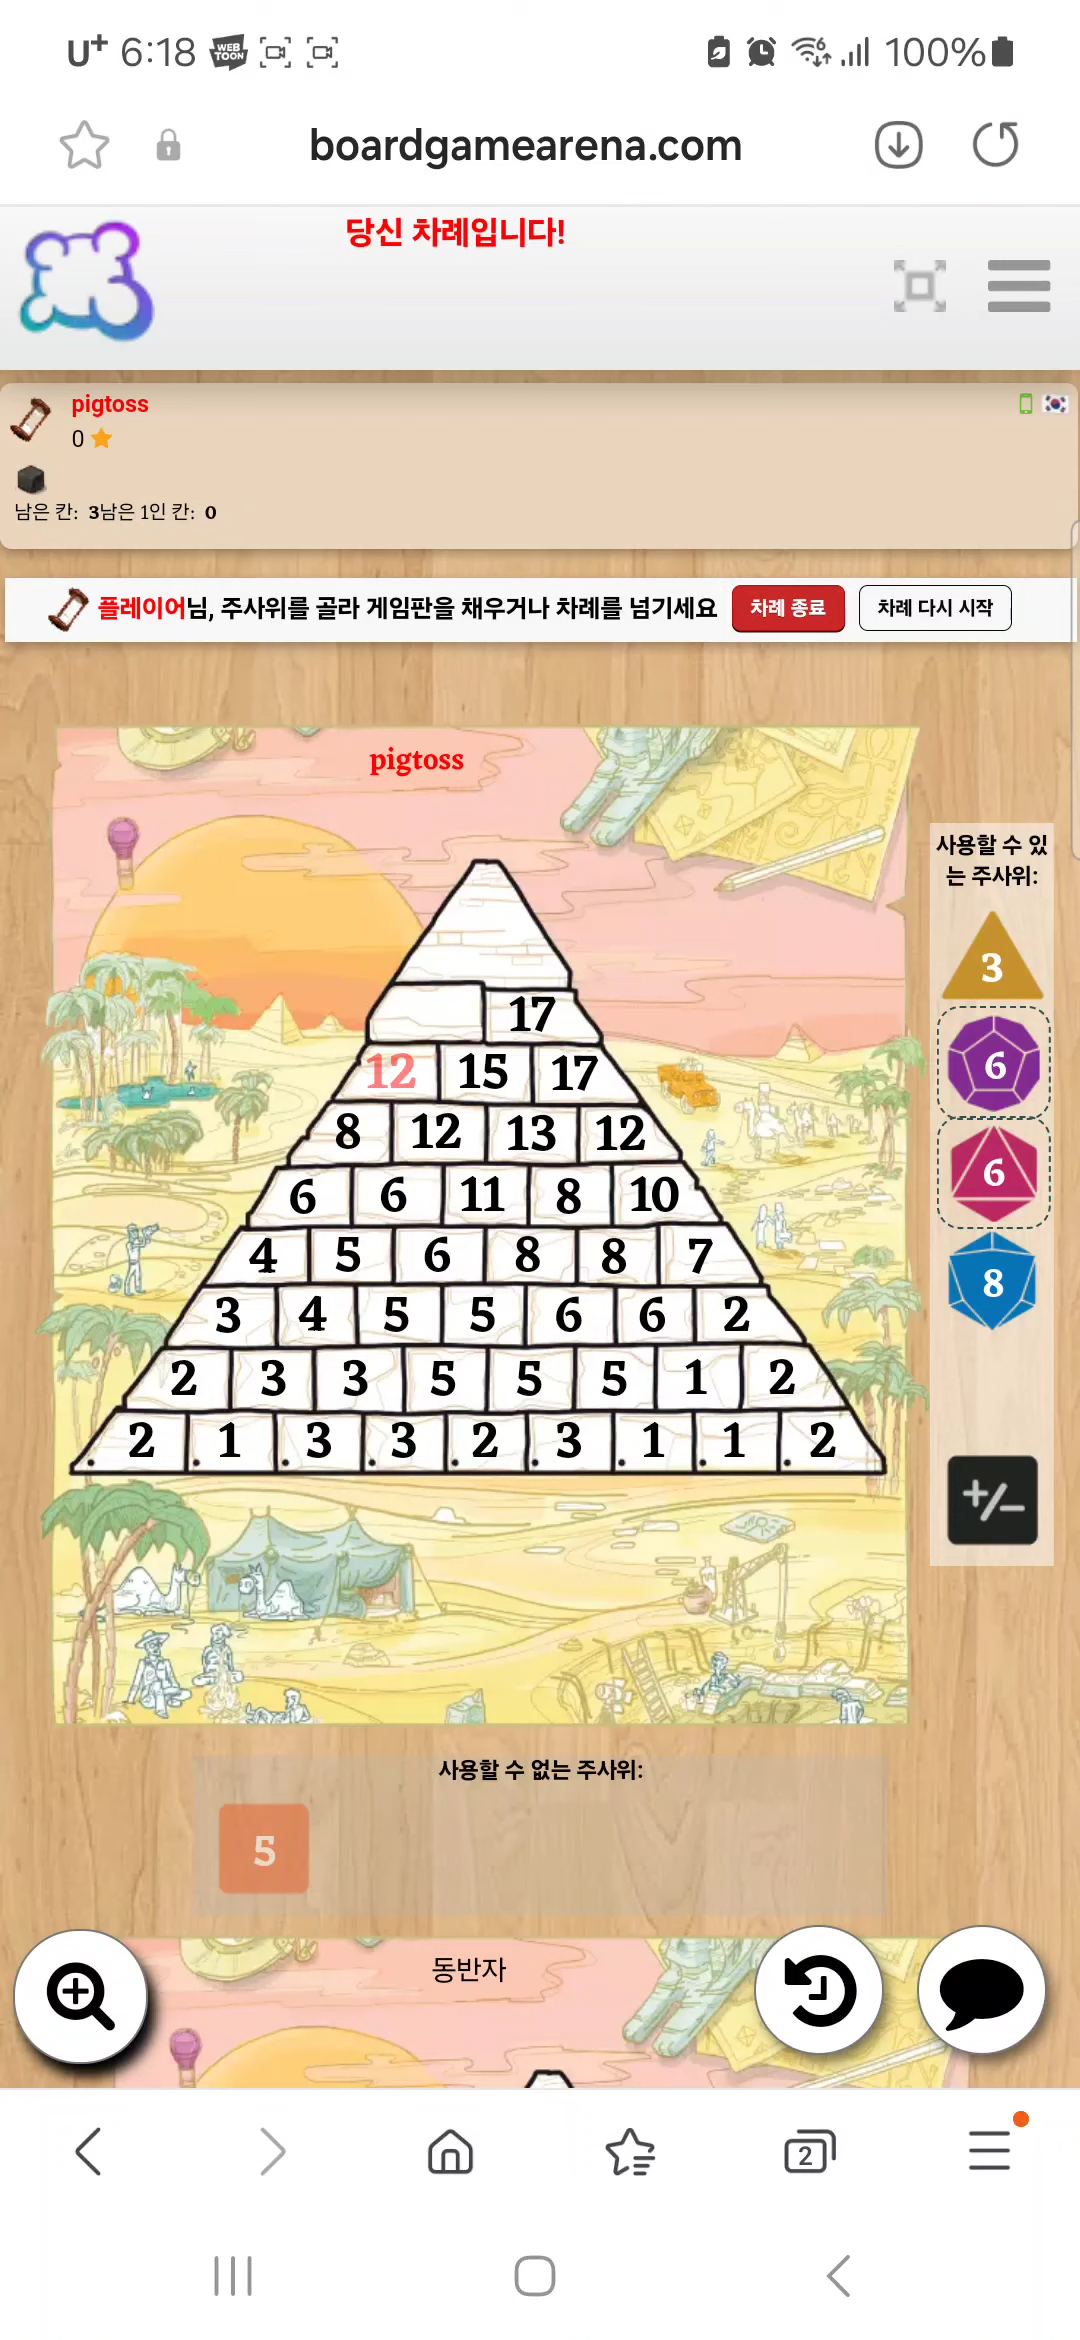 U+ 6:18 WEB TOON 6 100%
boardgamearena.com
당신 차례입니다!
pigtoss
0
남은 칸: 3남은 1인 칸: 0
플레이어님, 주사위를 골라 게임판을 채우거나 차례를 넘기세요 차례 종료 차례 다시 시작
pigtoss
사용할 수 있
는 주사위:
3
6
6
8
+/-
17
12 15 17
8 12 13 12
6 6 11 8 10
4 5 6 8 8 7
3 4 5 5 6 6 2
2 3 3 5 5 5 1 2
2 1 3 3 2 3 1 1 2
사용할 수 없는 주사위:
5
동반자
2